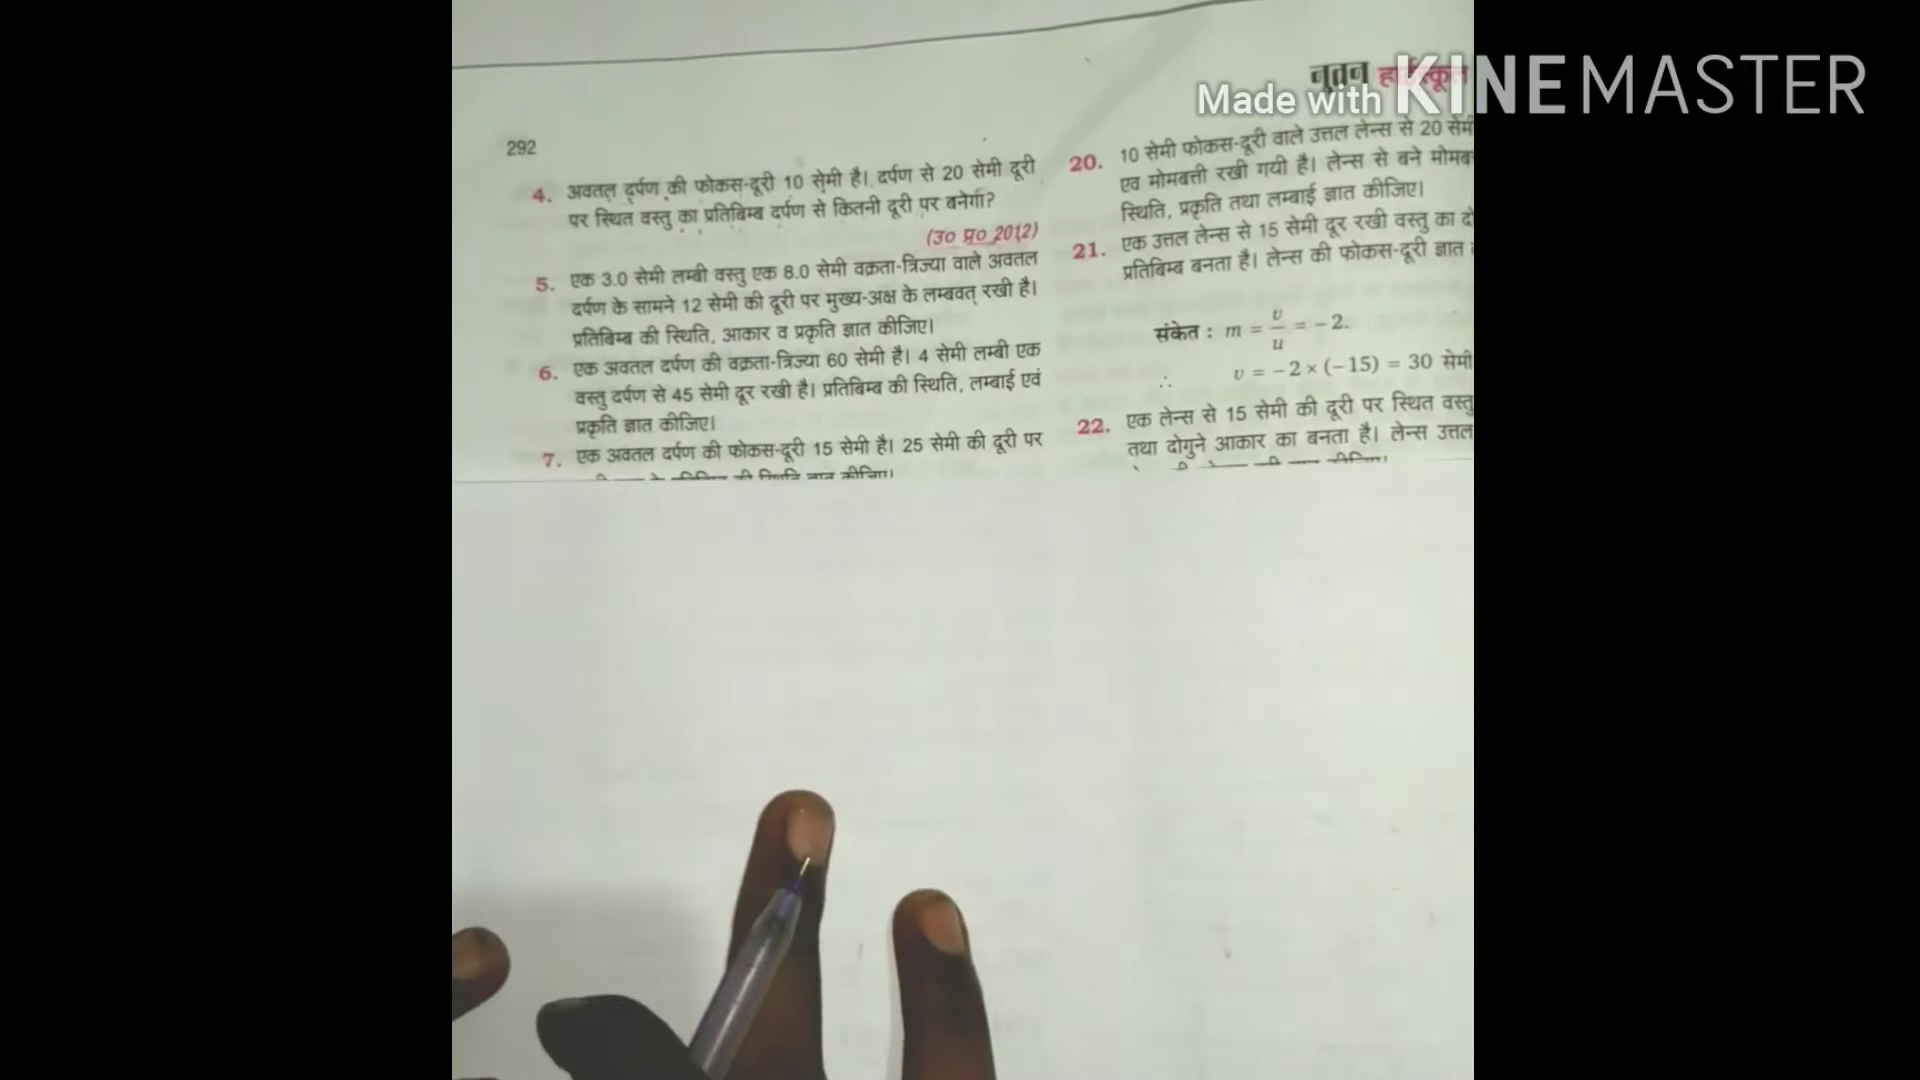 नूतन हाईस्कूल
Made with KINEMASTER
292
4. अवतल दर्पण की फोकस-दूरी 10 सेमी है। दर्पण से 20 सेमी दूरी
पर स्थित वस्तु का प्रतिबिम्ब दर्पण से कितनी दूरी पर बनेगा?
(उ० प्र० 2012)
5. एक 3.0 सेमी लम्बी वस्तु एक 8.0 सेमी वक्रता-त्रिज्या वाले अवतल
दर्पण के सामने 12 सेमी की दूरी पर मुख्य-अक्ष के लम्बवत् रखी है।
प्रतिबिम्ब की स्थिति, आकार व प्रकृति ज्ञात कीजिए।
6. एक अवतल दर्पण की वक्रता-त्रिज्या 60 सेमी है। 4 सेमी लम्बी एक
वस्तु दर्पण से 45 सेमी दूर रखी है। प्रतिबिम्ब की स्थिति, लम्बाई एवं
प्रकृति ज्ञात कीजिए।
7. एक अवतल दर्पण की फोकस-दूरी 15 सेमी है। 25 सेमी की दूरी पर
20. 10 सेमी फोकस-दूरी वाले उत्तल लेन्स से 20 सेमी
एव मोमबत्ती रखी गयी है। लेन्स से बने
स्थिति, प्रकृति तथा लम्बाई ज्ञात कीजिए।
21. एक उत्तल लेन्स से 15 सेमी दूर रखी वस्तु का
प्रतिबिम्ब बनता है। लेन्स की फोकस-दूरी ज्ञात
संकेत : m = v/u = – 2.
∴ v = – 2 × (– 15) = 30 सेमी
22. एक लेन्स से 15 सेमी की दूरी पर स्थित वस्तु
तथा दोगुने आकार का बनता है। लेन्स उत्तल